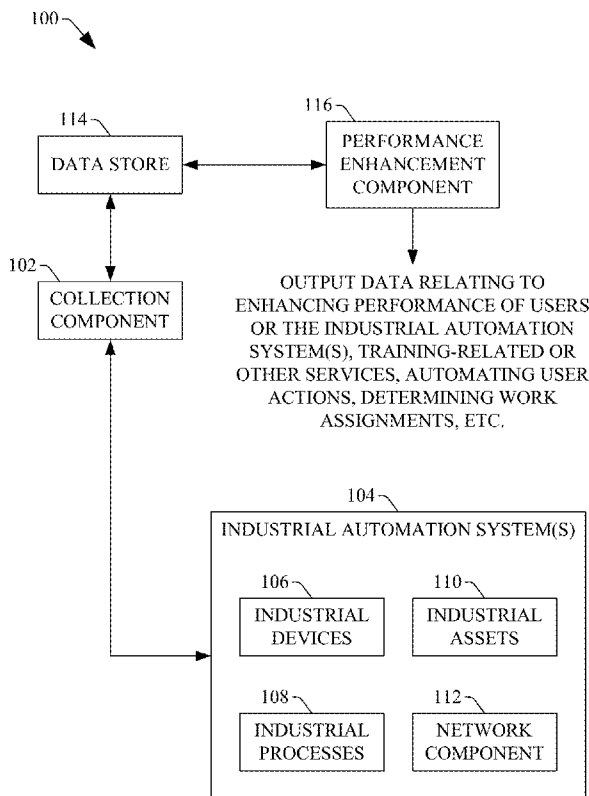 100
114
DATA STORE
116
PERFORMANCE
ENHANCEMENT
COMPONENT
102
COLLECTION
COMPONENT
OUTPUT DATA RELATING TO
ENHANCING PERFORMANCE OF USERS
OR THE INDUSTRIAL AUTOMATION
SYSTEM(S), TRAINING-RELATED OR
OTHER SERVICES, AUTOMATING USER
ACTIONS, DETERMINING WORK
ASSIGNMENTS, ETC.
104
INDUSTRIAL AUTOMATION SYSTEM(S)
106
INDUSTRIAL
DEVICES
110
INDUSTRIAL
ASSETS
108
INDUSTRIAL
PROCESSES
112
NETWORK
COMPONENT